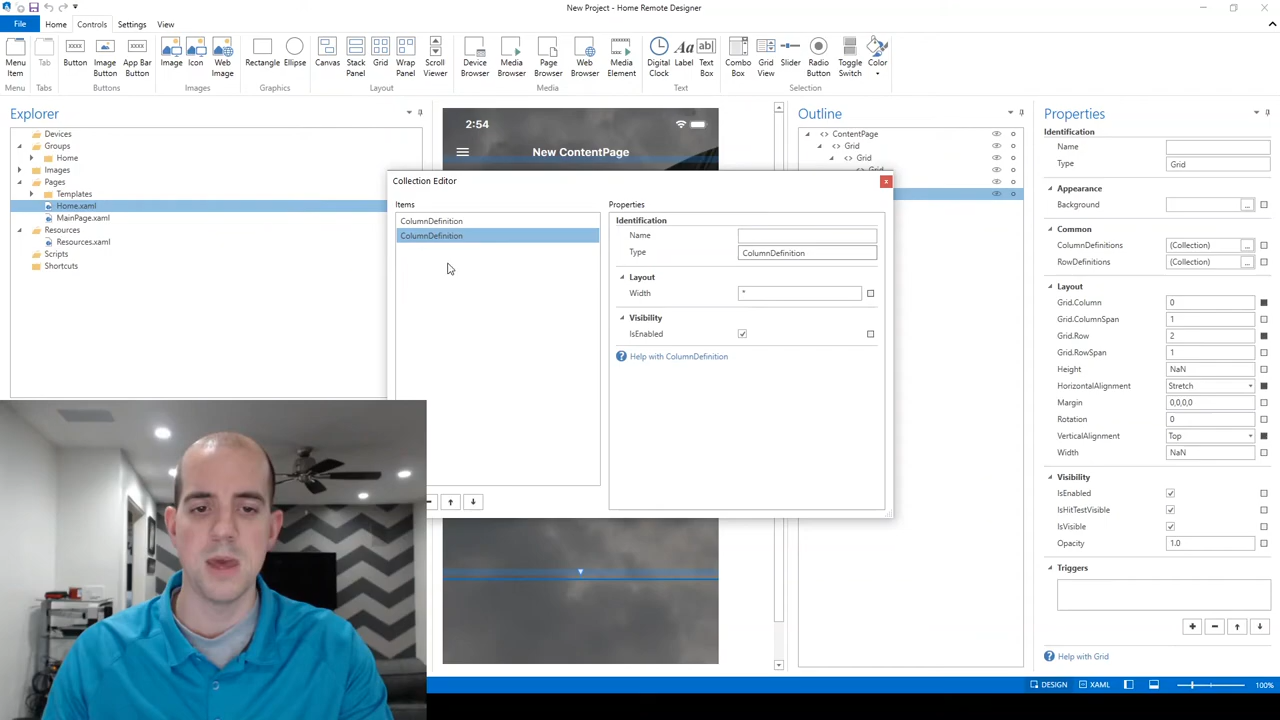 New Project - Home Remote Designer
File Home Controls Settings View
Menu Item
Tab
Button
Image Button
App Bar Button
Image
Icon
Web Image
Rectangle
Ellipse
Canvas
Stack Panel
Grid
Wrap Panel
Scroll Viewer
Device Browser
Media Browser
Page Browser
Web Browser
Media Element
Digital Clock
Label
Text Box
Combo Box
Grid View
Slider
Radio Button
Toggle Switch
Color
Menu Tabs Buttons Images Graphics Layout Media Text Selection
Explorer
Devices
Groups
Home
Images
Pages
Templates
Home.xaml
MainPage.xaml
Resources
Resources.xaml
Scripts
Shortcuts
2:54
New ContentPage
Collection Editor
Items
ColumnDefinition
ColumnDefinition
Properties
Identification
Name
Type ColumnDefinition
Layout
Width *
Visibility
IsEnabled
Help with ColumnDefinition
Outline
ContentPage
Grid
Grid
Properties
Identification
Name
Type Grid
Appearance
Background ...
Common
ColumnDefinitions (Collection) ...
RowDefinitions (Collection) ...
Layout
Grid.Column 0
Grid.ColumnSpan 1
Grid.Row 2
Grid.RowSpan 1
Height NaN
HorizontalAlignment Stretch
Margin 0,0,0,0
Rotation 0
VerticalAlignment Top
Width NaN
Visibility
IsEnabled
IsHitTestVisible
IsVisible
Opacity 1.0
Triggers
Help with Grid
DESIGN XAML 100%